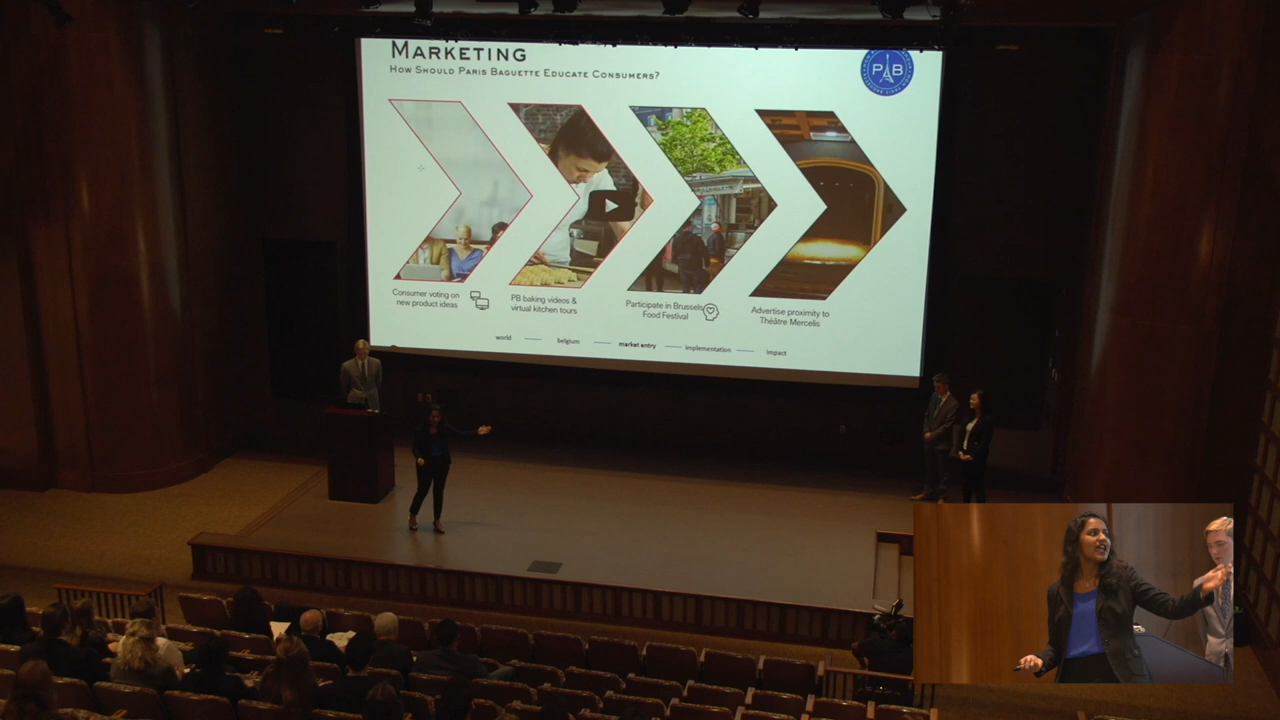 MARKETING
HOW SHOULD PARIS BAGUETTE EDUCATE CONSUMERS?
PB
Consumer voting on
new product ideas
PB baking videos &
virtual kitchen tours
Participate in Brussels
Food Festival
Advertise proximity to
Théâtre Mercelis
world
belgium
market entry
implementation
impact